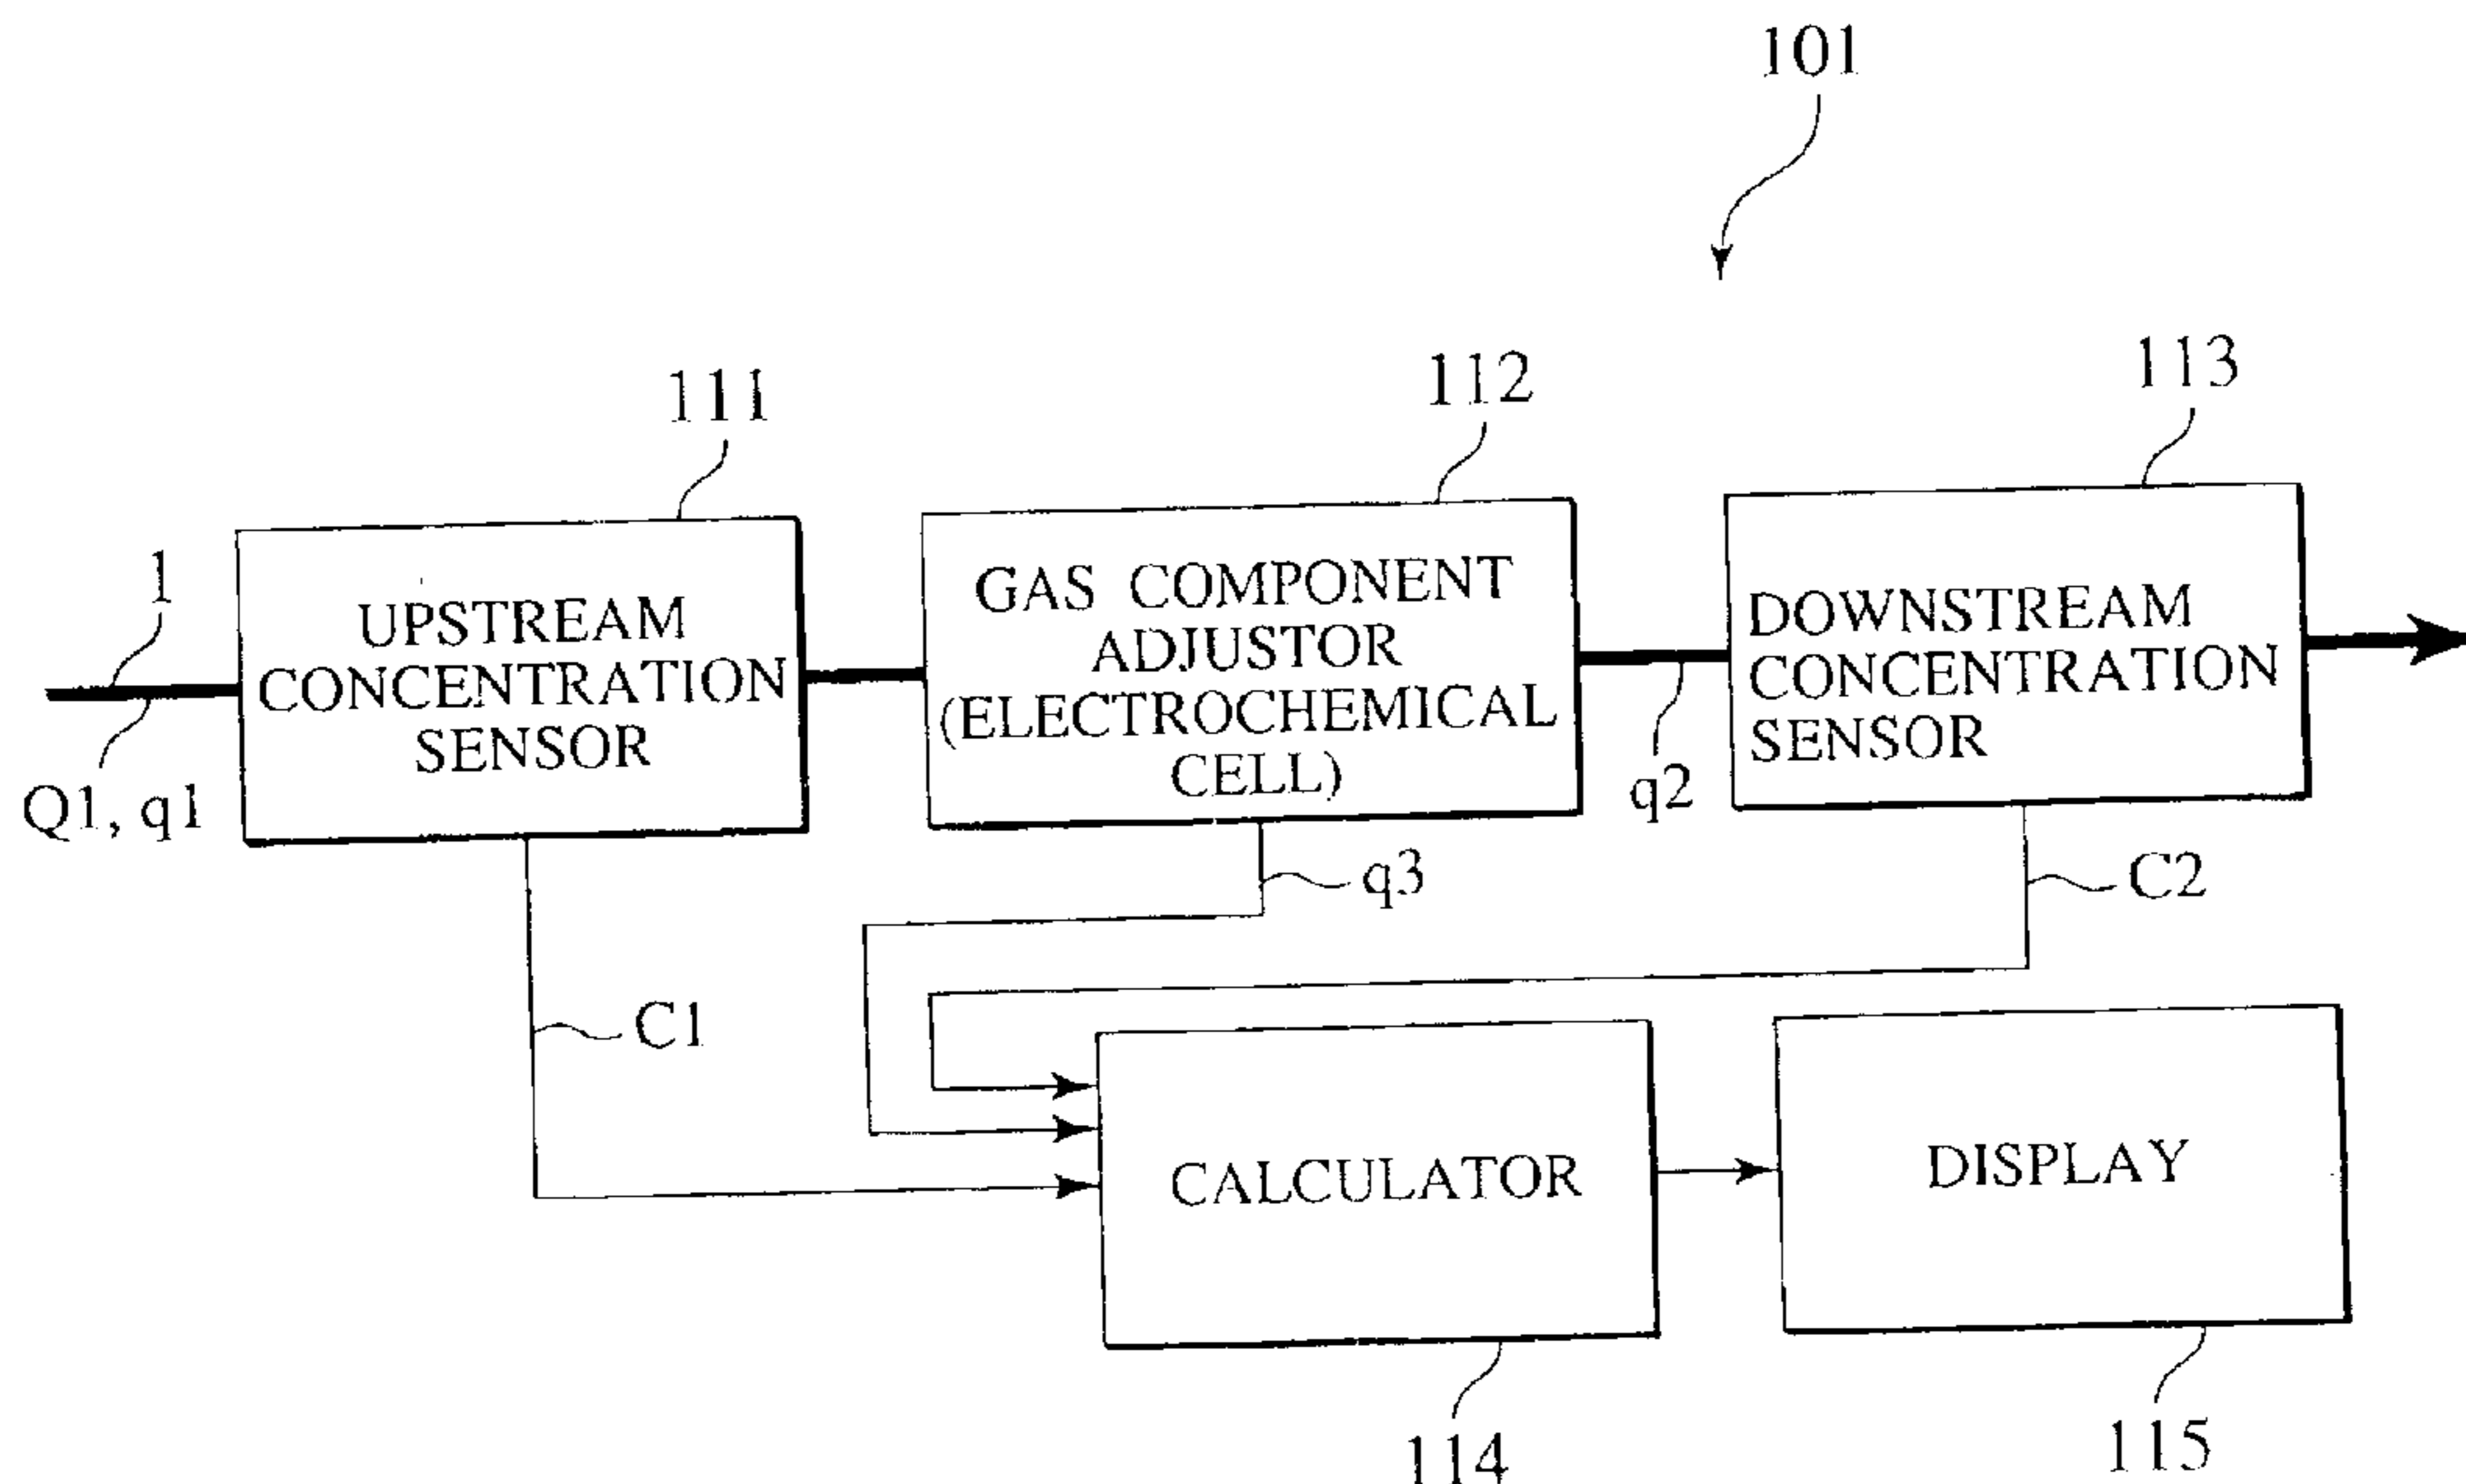 101
111
112
113
1
UPSTREAM
CONCENTRATION
SENSOR
GAS COMPONENT
ADJUSTOR
(ELECTROCHEMICAL
CELL)
DOWNSTREAM
CONCENTRATION
SENSOR
Q1, q1
q2
q3
C2
C1
CALCULATOR
DISPLAY
114
115